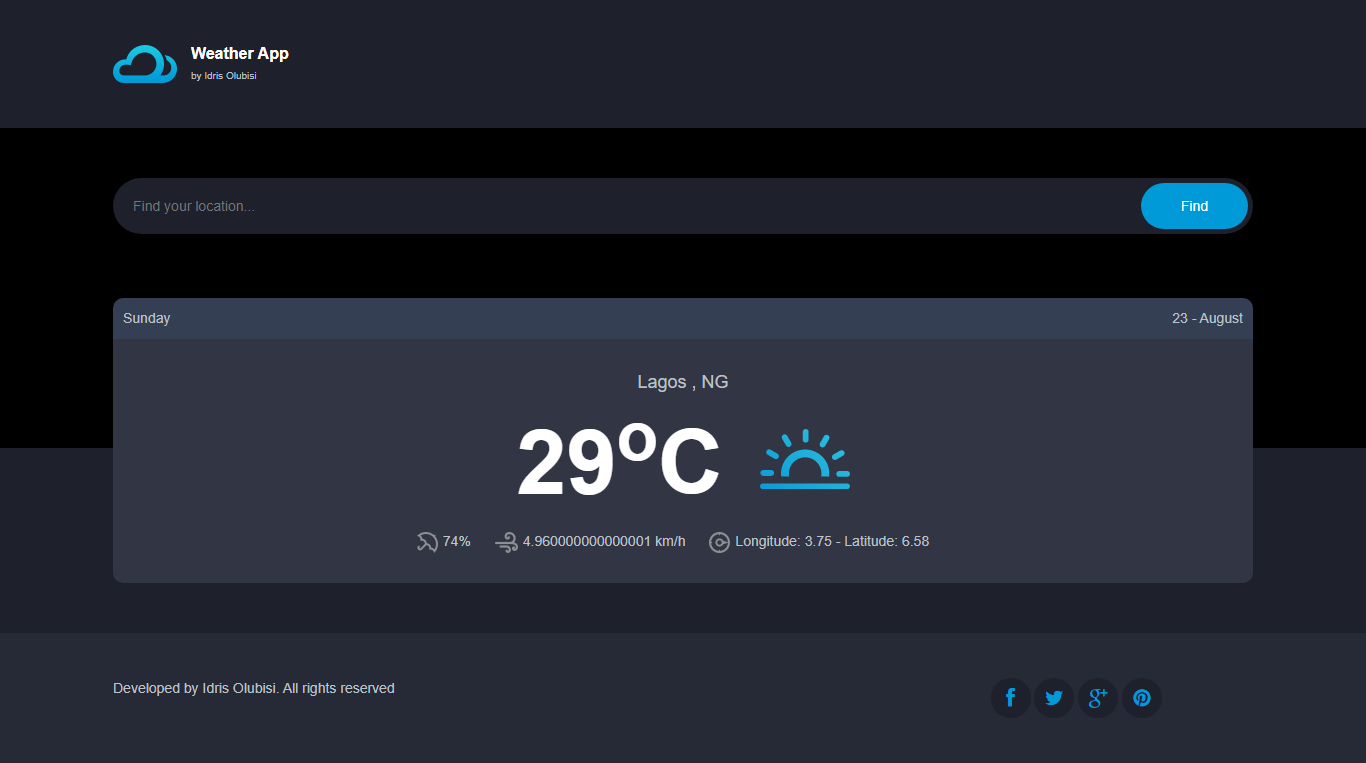 Weather App
by Idris Olubisi
Find your location...
Find
Sunday
23 - August
Lagos , NG
29ºC
74%
4.960000000000001 km/h
Longitude: 3.75 - Latitude: 6.58
Developed by Idris Olubisi. All rights reserved